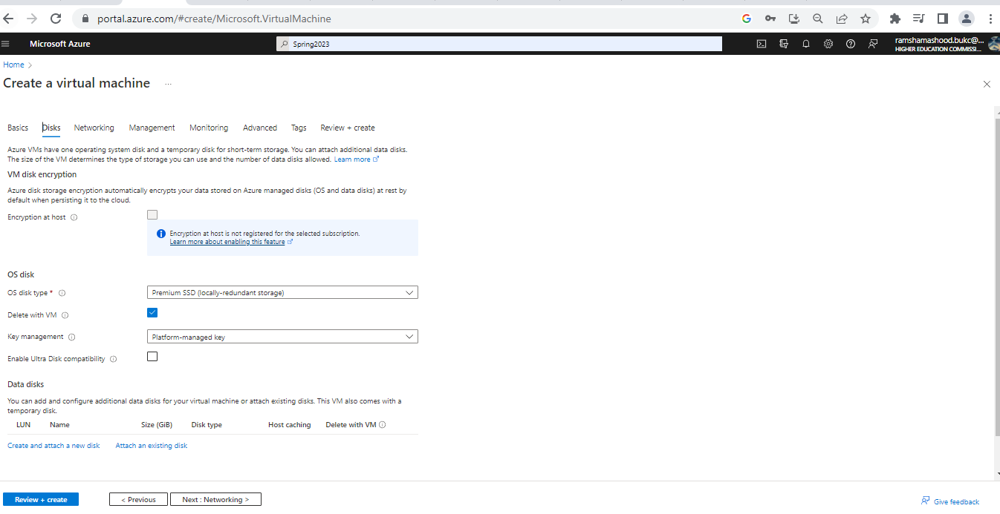 portal.azure.com/#create/Microsoft.VirtualMachine
Microsoft Azure
Spring2023
ramshamashood.bukc@...
HIGHER EDUCATION COMMISSI...
Home
Create a virtual machine
...
Basics Disks Networking Management Monitoring Advanced Tags Review + create
Azure VMs have one operating system disk and a temporary disk for short-term storage. You can attach additional data disks.
The size of the VM determines the type of storage you can use and the number of data disks allowed. Learn more
VM disk encryption
Azure disk storage encryption automatically encrypts your data stored on Azure managed disks (OS and data disks) at rest by
default when persisting it to the cloud.
Encryption at host
Encryption at host is not registered for the selected subscription.
Learn more about enabling this feature
OS disk
OS disk type * Premium SSD (locally-redundant storage)
Delete with VM
Key management Platform-managed key
Enable Ultra Disk compatibility
Data disks
You can add and configure additional data disks for your virtual machine or attach existing disks. This VM also comes with a
temporary disk.
LUN Name Size (GiB) Disk type Host caching Delete with VM
Create and attach a new disk Attach an existing disk
Review + create < Previous Next : Networking > Give feedback